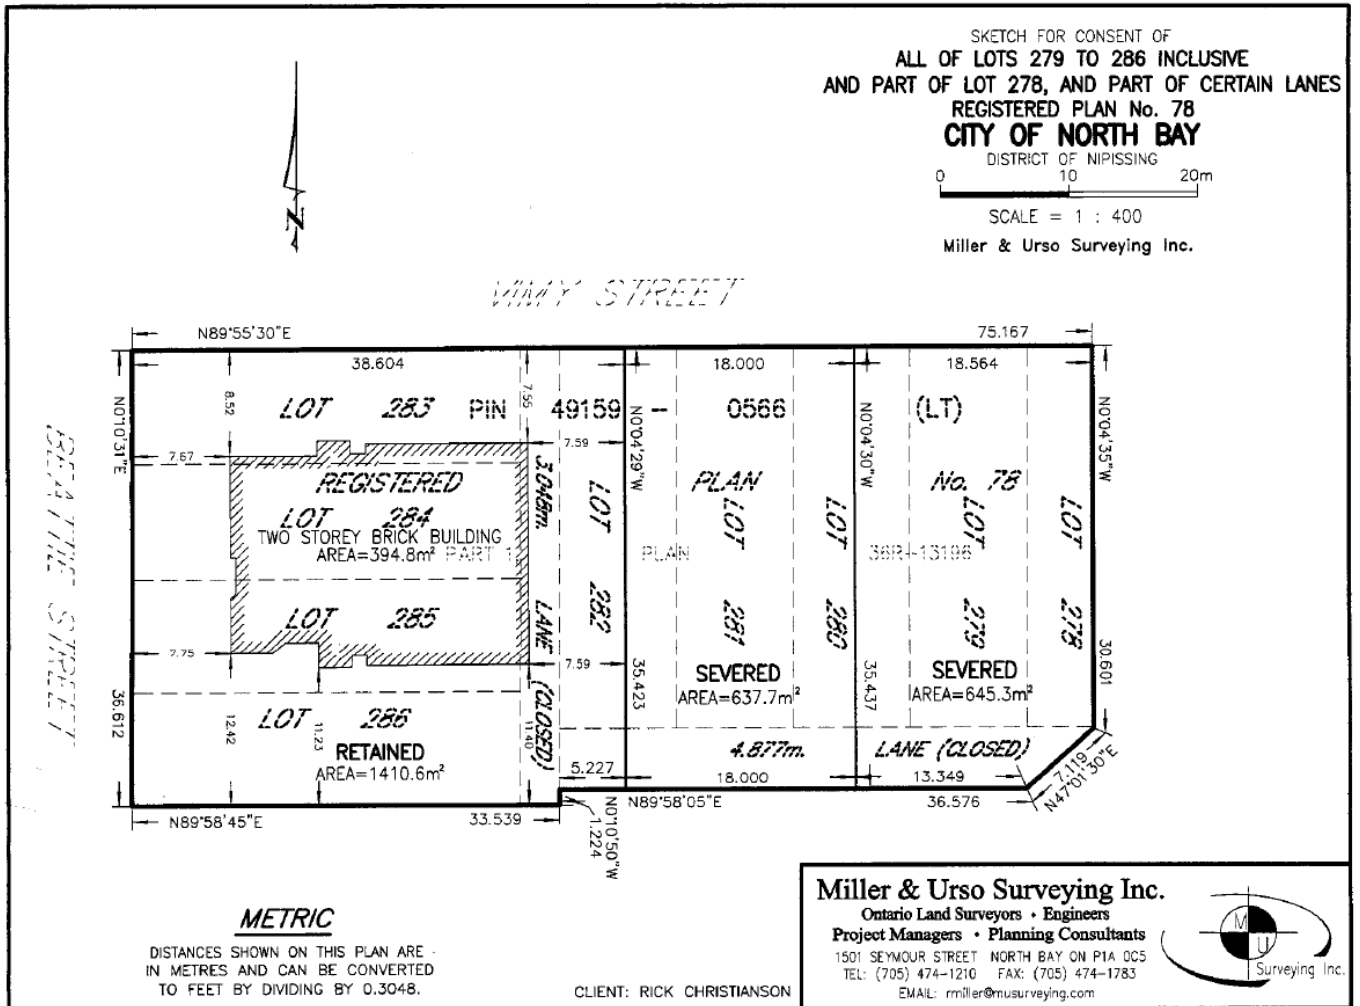 SKETCH FOR CONSENT OF
ALL OF LOTS 279 TO 286 INCLUSIVE
AND PART OF LOT 278, AND PART OF CERTAIN LANES
REGISTERED PLAN No. 78
CITY OF NORTH BAY
DISTRICT OF NIPISSING
0 10 20m
SCALE = 1 : 400
Miller & Urso Surveying Inc.
N
VIMY STREET
BEATTIE STREET
N89°55'30"E 75.167
38.604 18.000 18.564
8.52
7.55
LOT 283 PIN 49159 - 0566 (LT)
N0°10'31"E
N0°04'29"W
N0°04'30"W
N0°04'35"W
7.67
7.59
REGISTERED PLAN No. 78
3.048m.
LOT 284
TWO STOREY BRICK BUILDING
AREA=394.8m² PART 1
PLAN 36R-13196
LOT 285
LANE (CLOSED)
LOT 282
LOT 281
LOT 280
LOT 279
LOT 278
7.75
7.59
35.423
35.437
30.601
36.612
SEVERED
AREA=637.7m²
SEVERED
AREA=645.3m²
12.42
11.23
11.40
LOT 286
RETAINED
AREA=1410.6m²
4.877m. LANE (CLOSED)
5.227 18.000 13.349
7.119
N47°01'30"E
N89°58'05"E 36.576
N89°58'45"E 33.539
N0°10'50"W
1.224
METRIC
DISTANCES SHOWN ON THIS PLAN ARE
IN METRES AND CAN BE CONVERTED
TO FEET BY DIVIDING BY 0.3048.
CLIENT: RICK CHRISTIANSON
Miller & Urso Surveying Inc.
Ontario Land Surveyors • Engineers
Project Managers • Planning Consultants
1501 SEYMOUR STREET NORTH BAY ON P1A 0C5
TEL: (705) 474-1210 FAX: (705) 474-1783
EMAIL: rmiller@musurveying.com
M
U
Surveying Inc.